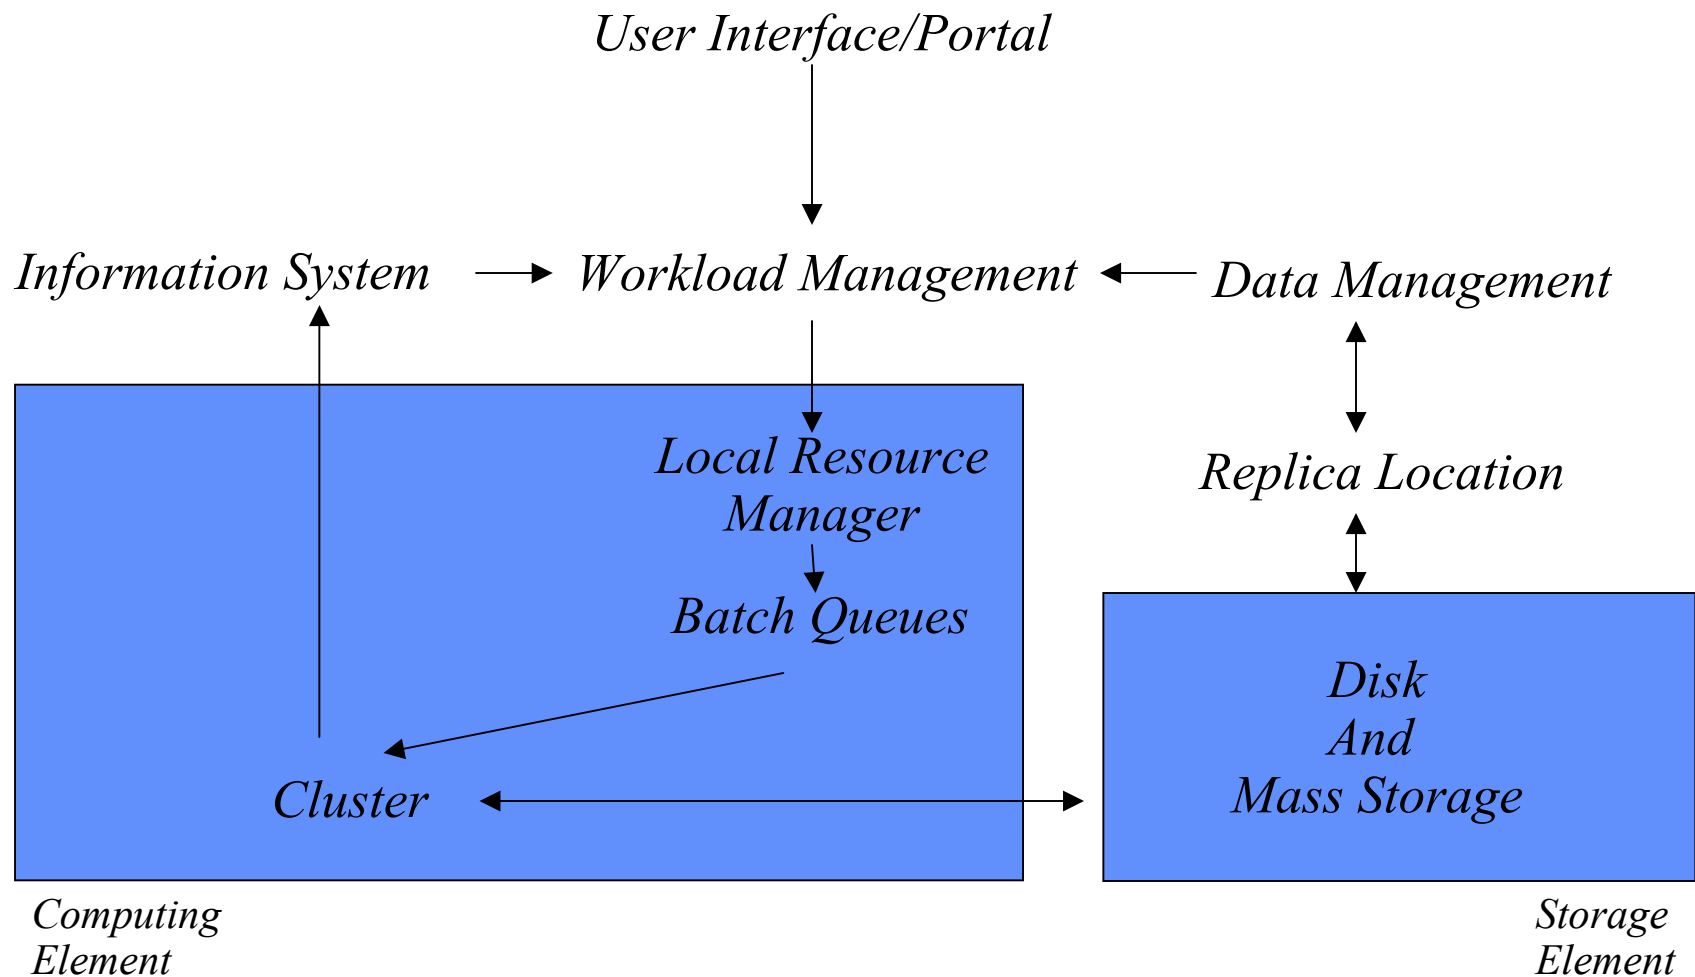 User Interface/Portal
Information System
Workload Management
Data Management
Local Resource
Manager
Replica Location
Batch Queues
Disk
And
Mass Storage
Cluster
Computing
Element
Storage
Element